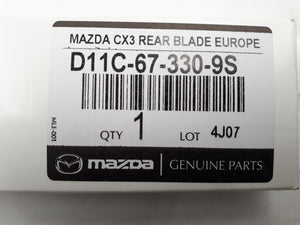 MAZDA CX3 REAR BLADE EUROPE
D11C-67-330-9S
QTY 1 LOT 4J07
mazda GENUINE PARTS